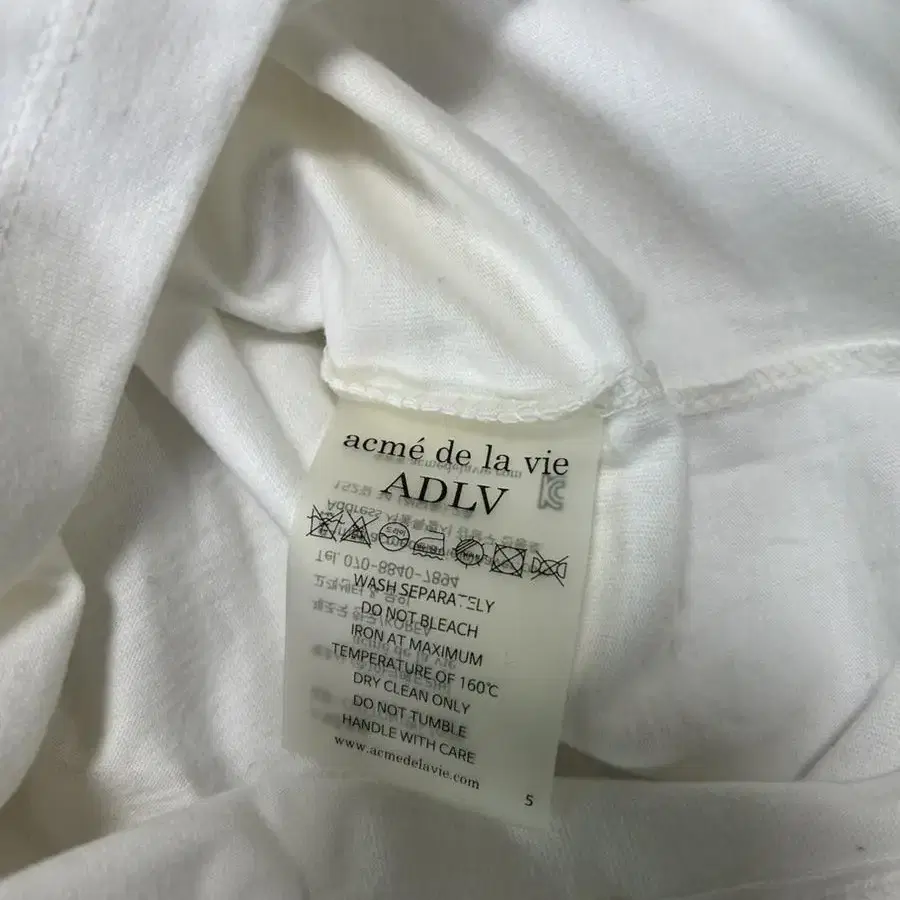 acmé de la vie
ADLV
WASH SEPARATELY
DO NOT BLEACH
IRON AT MAXIMUM
TEMPERATURE OF 160℃
DRY CLEAN ONLY
DO NOT TUMBLE
HANDLE WITH CARE
www.acmedelavie.com
5